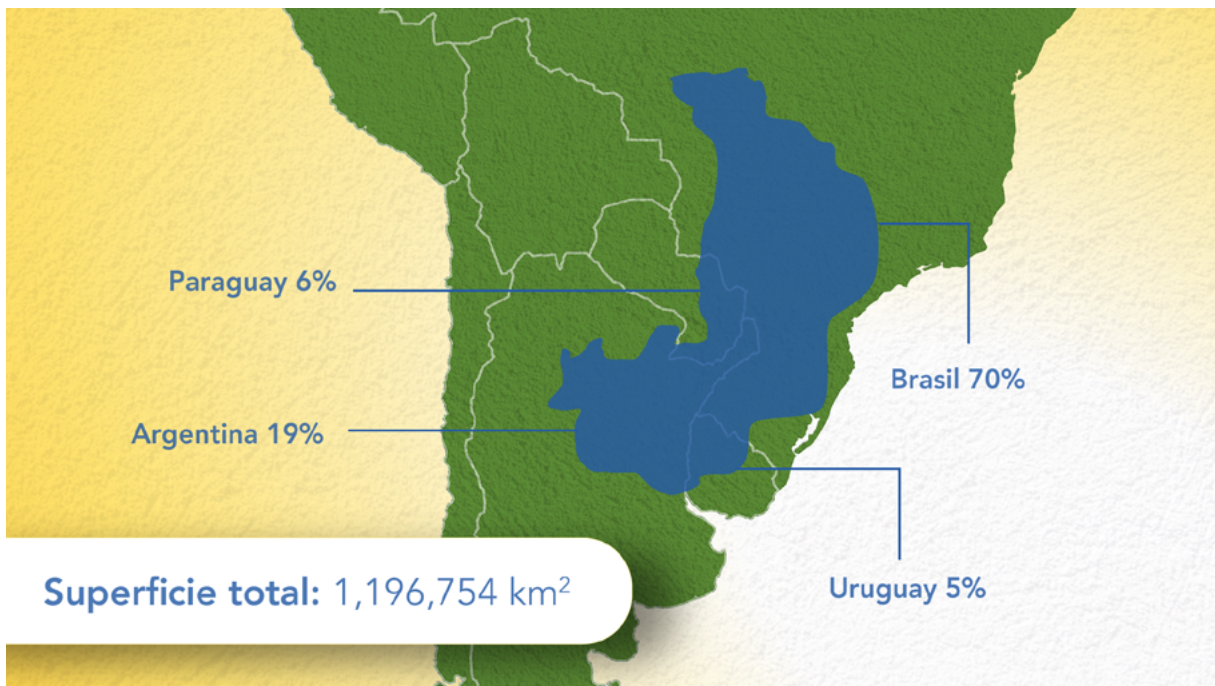 Paraguay 6%
Brasil 70%
Argentina 19%
Uruguay 5%
Superficie total: 1,196,754 km²